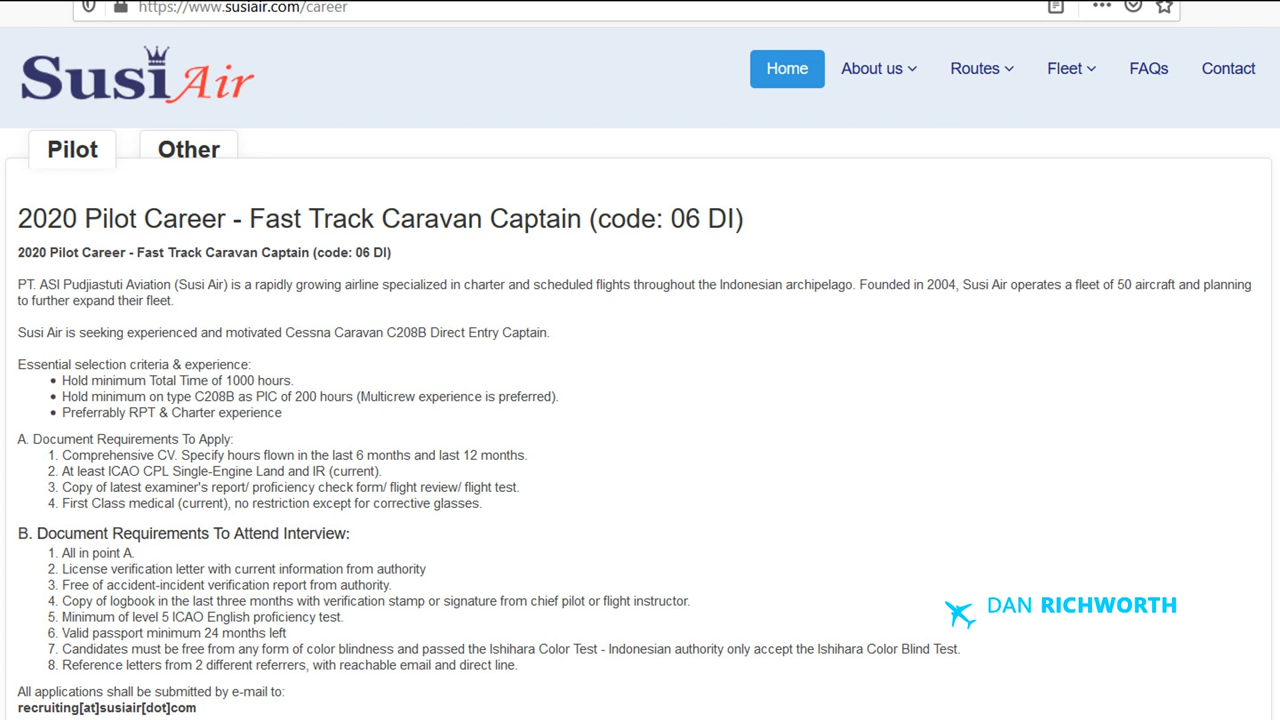 https://www.susiair.com/career
Susi Air
Home
About us
Routes
Fleet
FAQs
Contact
Pilot
Other
2020 Pilot Career - Fast Track Caravan Captain (code: 06 DI)
2020 Pilot Career - Fast Track Caravan Captain (code: 06 DI)
PT. ASI Pudjiastuti Aviation (Susi Air) is a rapidly growing airline specialized in charter and scheduled flights throughout the Indonesian archipelago. Founded in 2004, Susi Air operates a fleet of 50 aircraft and planning
to further expand their fleet.
Susi Air is seeking experienced and motivated Cessna Caravan C208B Direct Entry Captain.
Essential selection criteria & experience:
• Hold minimum Total Time of 1000 hours.
• Hold minimum on type C208B as PIC of 200 hours (Multicrew experience is preferred).
• Preferrably RPT & Charter experience
A. Document Requirements To Apply:
1. Comprehensive CV. Specify hours flown in the last 6 months and last 12 months.
2. At least ICAO CPL Single-Engine Land and IR (current).
3. Copy of latest examiner's report/ proficiency check form/ flight review/ flight test.
4. First Class medical (current), no restriction except for corrective glasses.
B. Document Requirements To Attend Interview:
1. All in point A.
2. License verification letter with current information from authority
3. Free of accident-incident verification report from authority.
4. Copy of logbook in the last three months with verification stamp or signature from chief pilot or flight instructor.
5. Minimum of level 5 ICAO English proficiency test.
6. Valid passport minimum 24 months left
7. Candidates must be free from any form of color blindness and passed the Ishihara Color Test - Indonesian authority only accept the Ishihara Color Blind Test.
8. Reference letters from 2 different referrers, with reachable email and direct line.
DAN RICHWORTH
All applications shall be submitted by e-mail to:
recruiting[at]susiair[dot]com